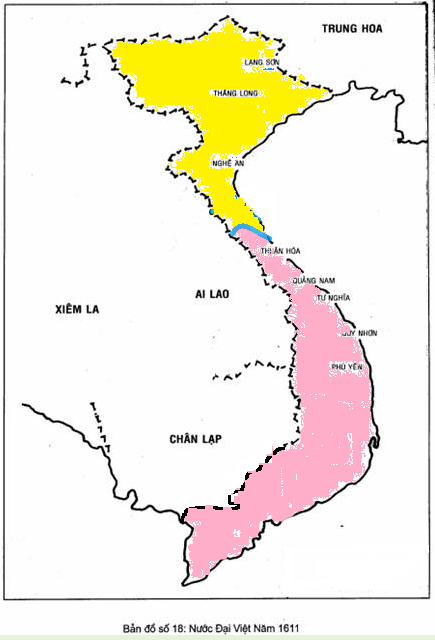 TRUNG HOA
LẠNG SƠN
THĂNG LONG
NGHỆ AN
THUẬN HÓA
QUẢNG NAM
AI LAO
TƯ NGHĨA
XIÊM LA
QUY NHƠN
PHÚ YÊN
CHÂN LẠP
Bản đồ số 18: Nước Đại Việt Năm 1611